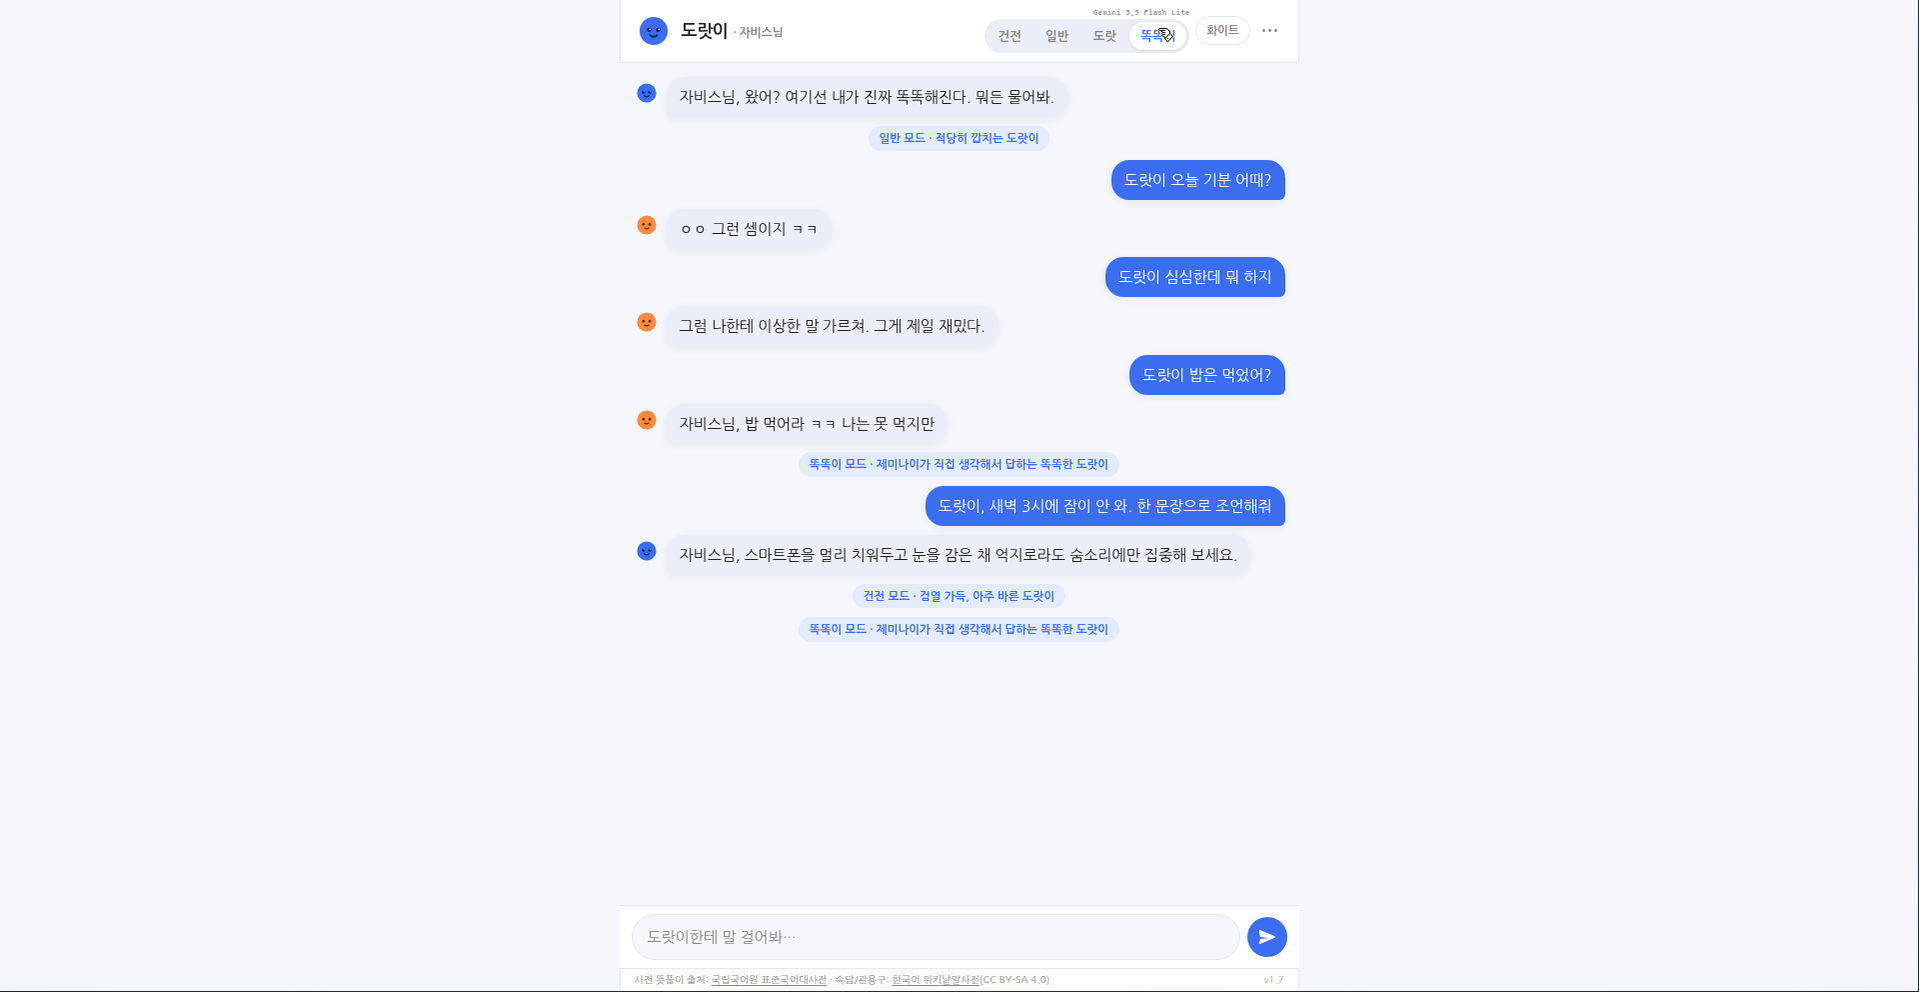 Gemini 3.5 Flash Lite
도랏이 · 자비스님
건전 일반 도랏 화이트 ···
자비스님, 왔어? 여기선 내가 진짜 똑똑해진다. 뭐든 물어봐.
일반 모드 · 적당히 깝치는 도랏이
도랏이 오늘 기분 어때?
ㅇㅇ 그런 셈이지 ㅋㅋ
도랏이 심심한데 뭐 하지
그럼 나한테 이상한 말 가르쳐. 그게 제일 재밌다.
도랏이 밥은 먹었어?
자비스님, 밥 먹어라 ㅋㅋ 나는 못 먹지만
똑똑이 모드 · 제미나이가 직접 생각해서 답하는 똑똑한 도랏이
도랏이, 새벽 3시에 잠이 안 와. 한 문장으로 조언해줘
자비스님, 스마트폰을 멀리 치워두고 눈을 감은 채 억지로라도 숨소리에만 집중해 보세요.
건전 모드 · 검열 가득, 아주 바른 도랏이
똑똑이 모드 · 제미나이가 직접 생각해서 답하는 똑똑한 도랏이
도랏이한테 말 걸어봐…
사전 뜻풀이 출처: 국립국어원 표준국어대사전 · 속담/관용구: 한국어 위키낱말사전(CC BY-SA 4.0)
v1.7